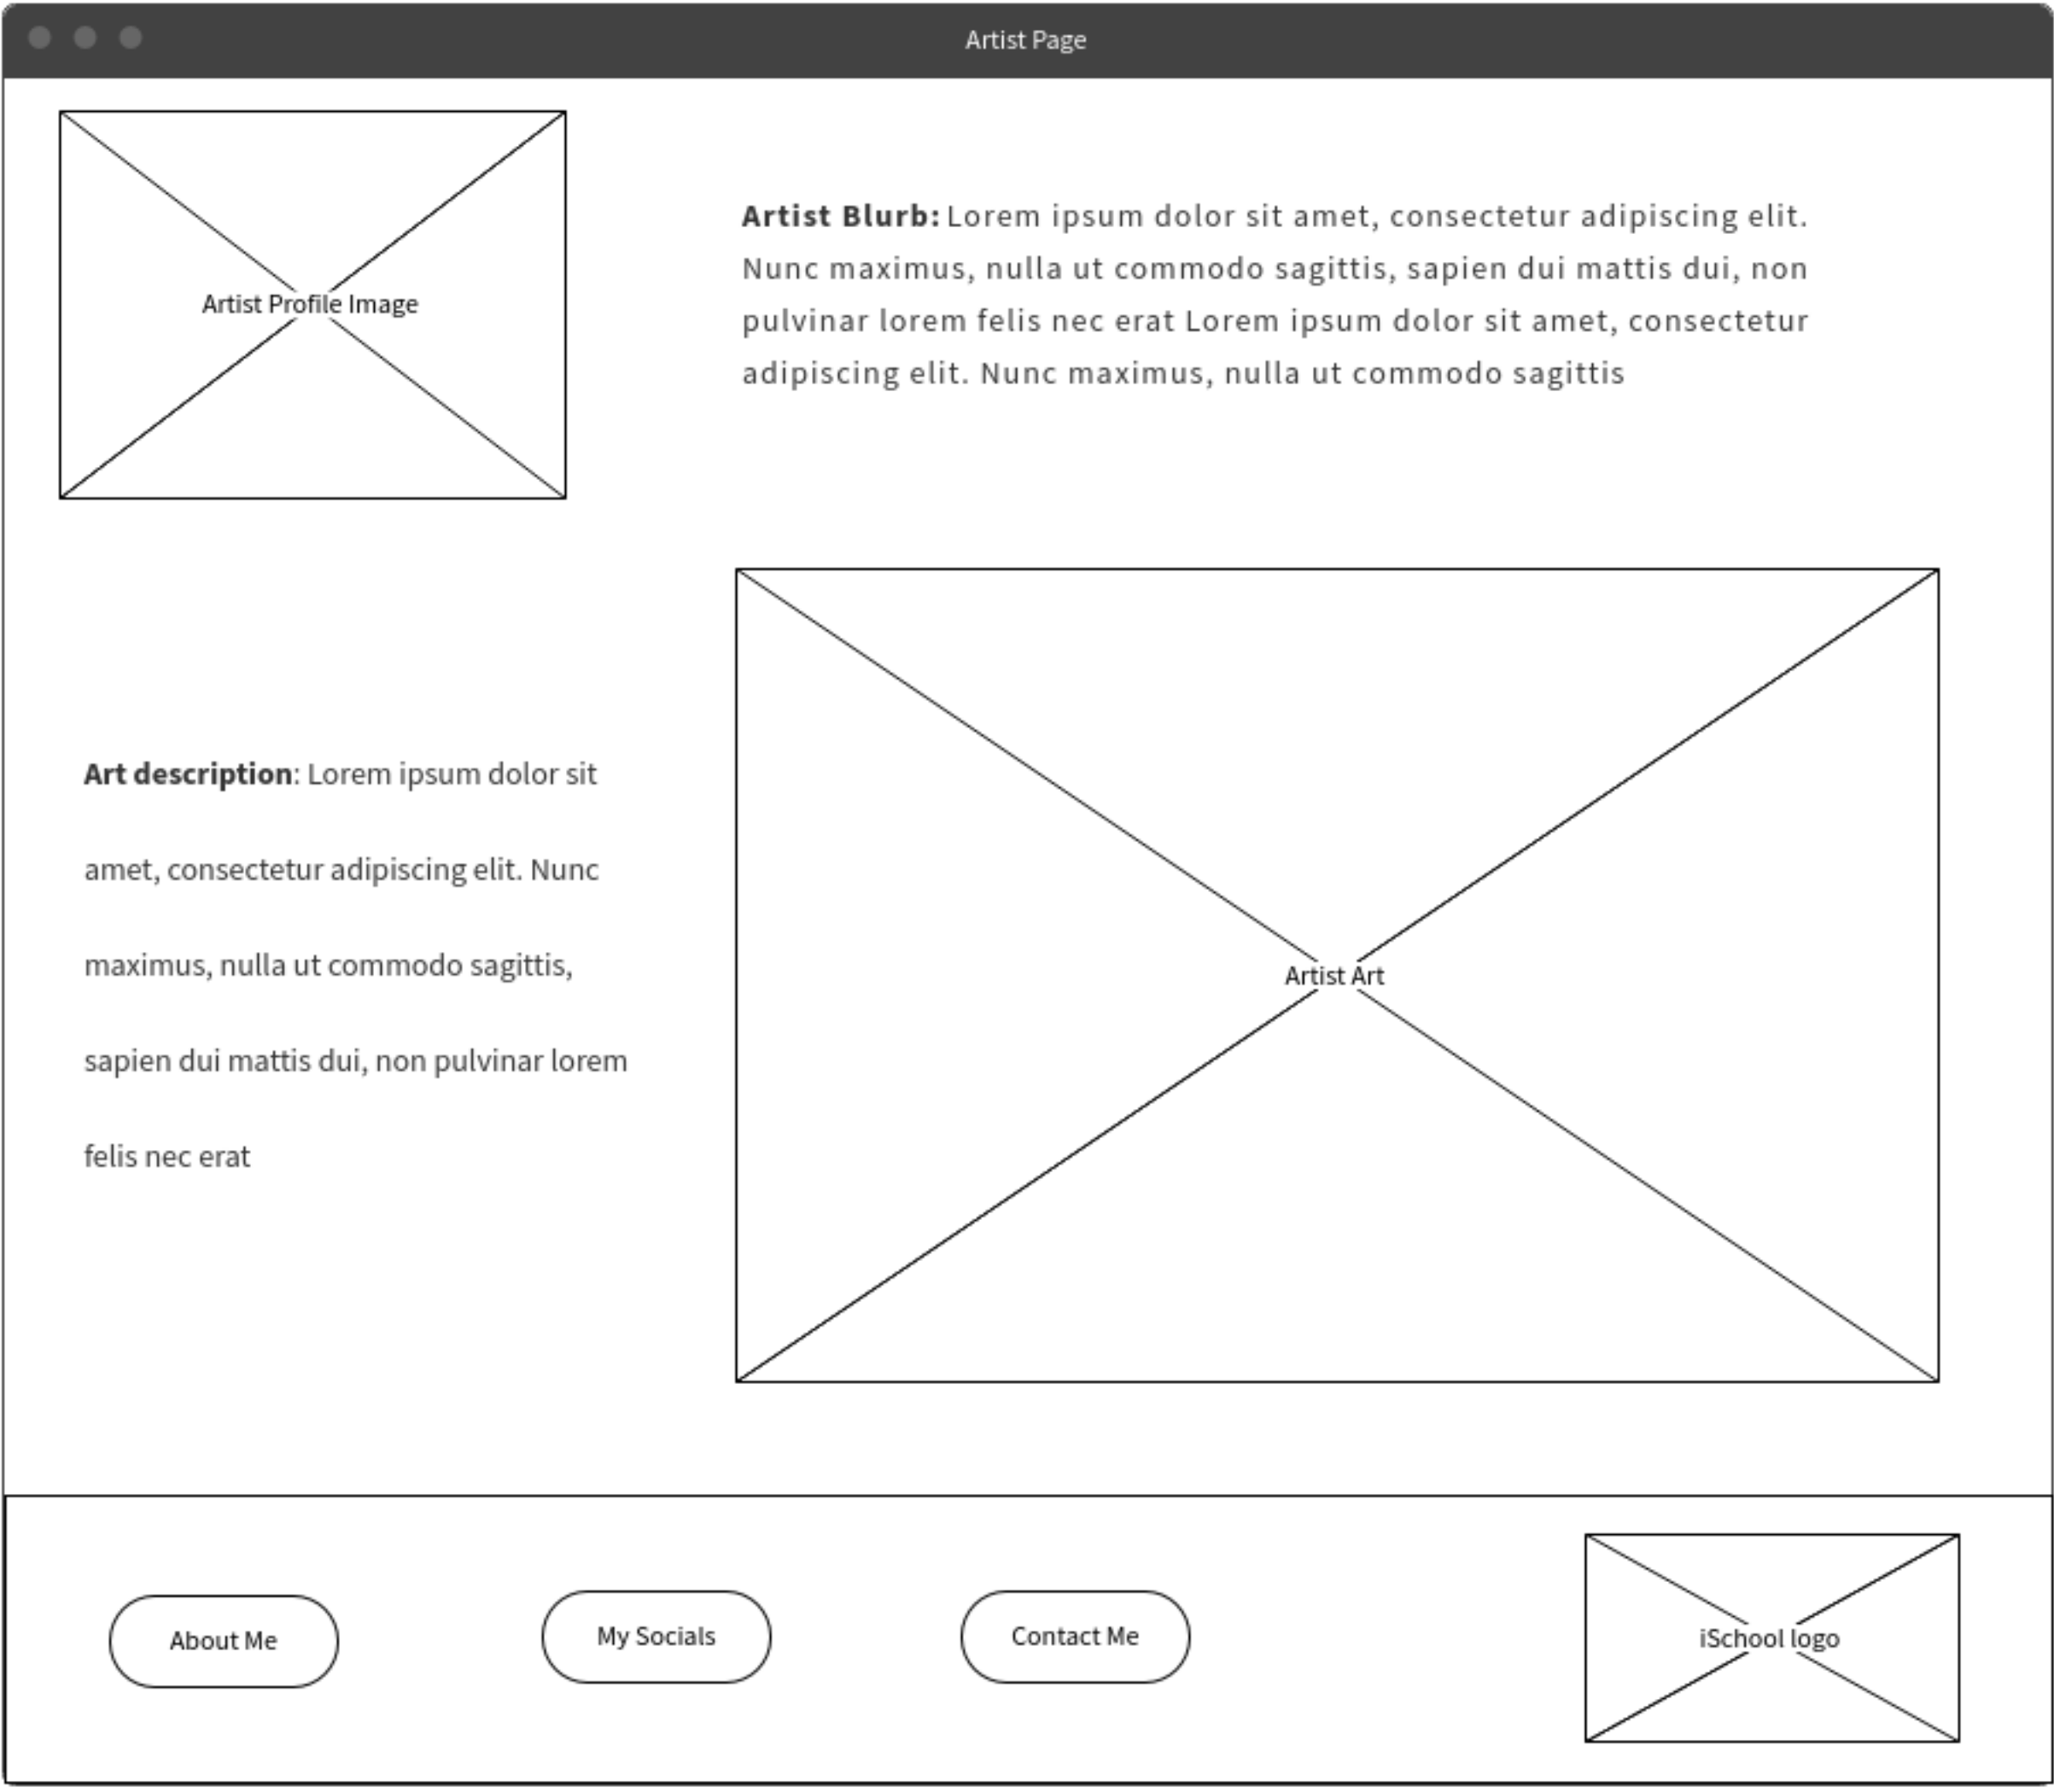 Artist Page
Artist Profile Image
Artist Blurb: Lorem ipsum dolor sit amet, consectetur adipiscing elit.
Nunc maximus, nulla ut commodo sagittis, sapien dui mattis dui, non
pulvinar lorem felis nec erat Lorem ipsum dolor sit amet, consectetur
adipiscing elit. Nunc maximus, nulla ut commodo sagittis
Art description: Lorem ipsum dolor sit
amet, consectetur adipiscing elit. Nunc
maximus, nulla ut commodo sagittis,
sapien dui mattis dui, non pulvinar lorem
felis nec erat
Artist Art
About Me
My Socials
Contact Me
iSchool logo